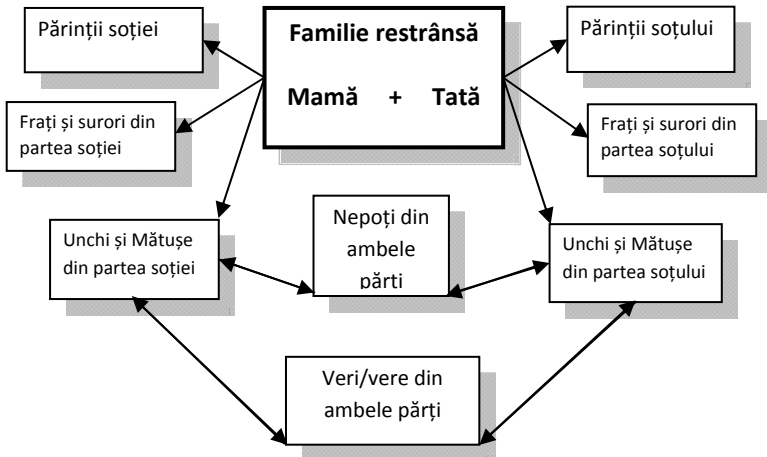 Părinții soției
Familie restrânsă
Mamă + Tată
Părinții soțului
Frați și surori din
partea soției
Frați și surori din
partea soțului
Unchi și Mătușe
din partea soției
Nepoți din
ambele
părti
Unchi și Mătușe
din partea soțului
Veri/vere din
ambele părți